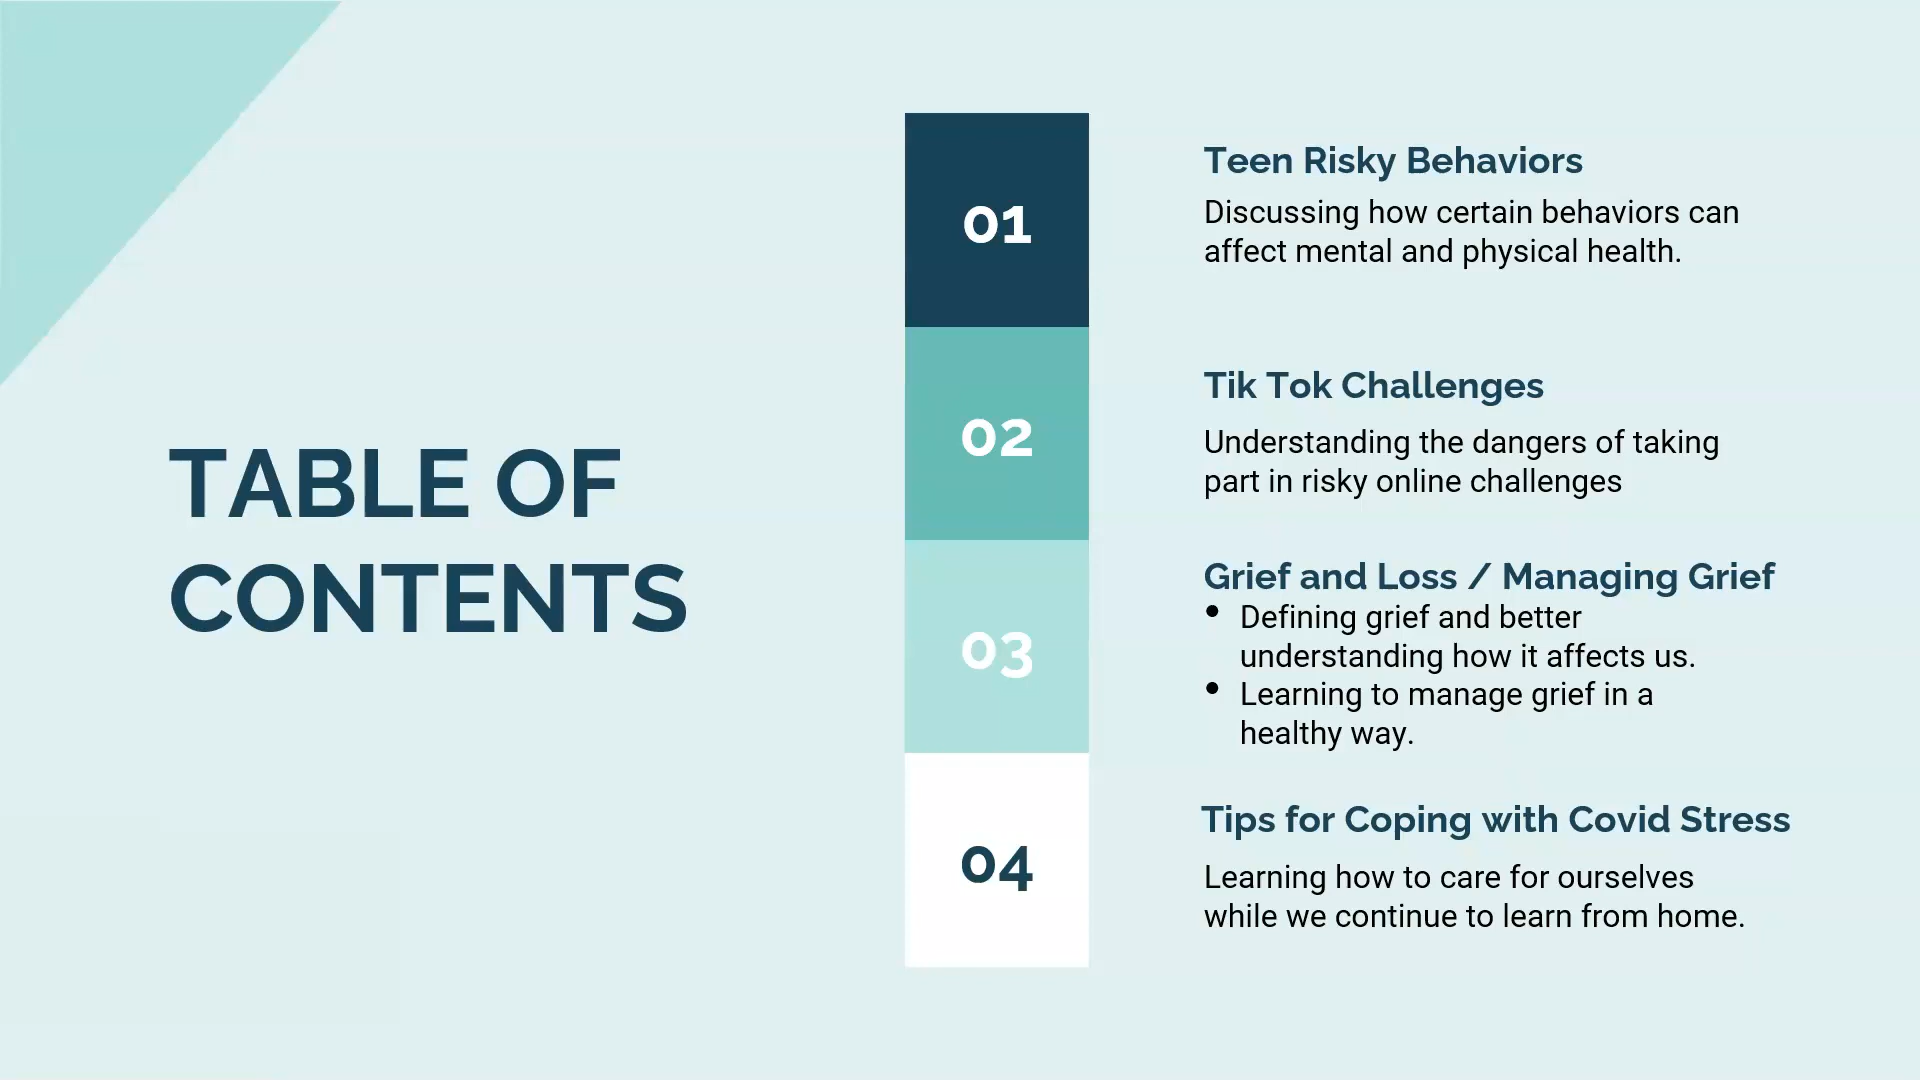 TABLE OF
CONTENTS
01
Teen Risky Behaviors
Discussing how certain behaviors can
affect mental and physical health.
02
Tik Tok Challenges
Understanding the dangers of taking
part in risky online challenges
03
Grief and Loss / Managing Grief
• Defining grief and better
understanding how it affects us.
• Learning to manage grief in a
healthy way.
04
Tips for Coping with Covid Stress
Learning how to care for ourselves
while we continue to learn from home.